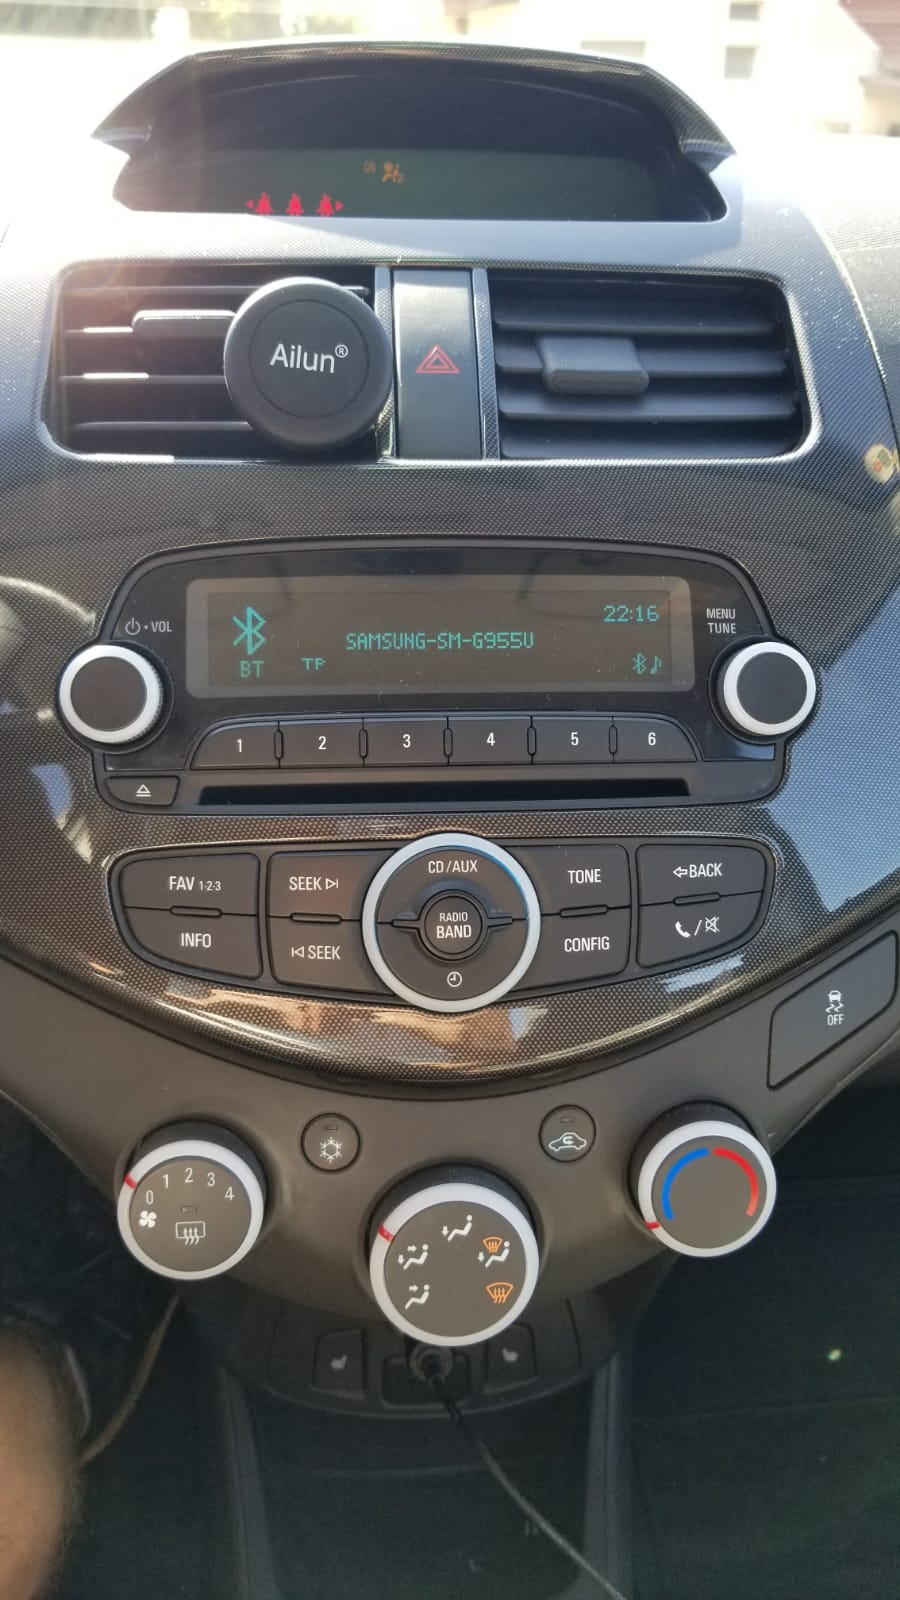 ON
Ailun®
VOL
22:16
MENU
TUNE
SAMSUNG-SM-G955U
BT
TP
1 2 3 4 5 6
CD/AUX
FAV 1-2-3
SEEK
TONE
BACK
RADIO
BAND
INFO
SEEK
CONFIG
OFF
0 1 2 3 4